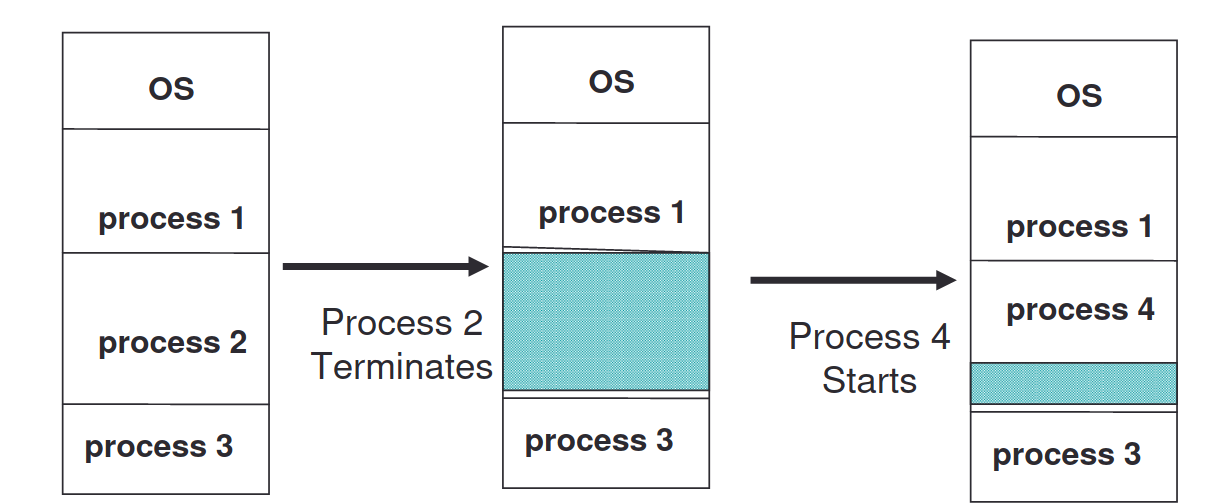 OS
process 1
process 2
process 3
Process 2
Terminates
OS
process 1
process 3
Process 4
Starts
OS
process 1
process 4
process 3